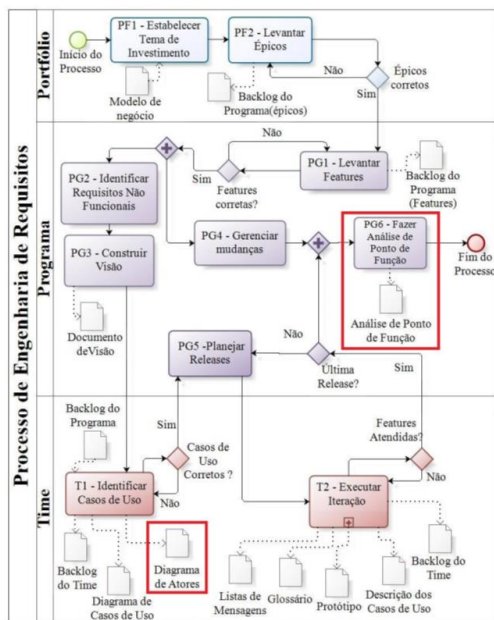 Processo de Engenharia de Requisitos
Portfólio
Início do
Processo
PF1 - Estabelecer
Tema de
Investimento
Modelo de
negócio
PF2 - Levantar
Épicos
Backlog do
Programa(épicos)
Não
Sim
Épicos
corretos
Programa
Não
Sim
Features
corretas?
PG1 - Levantar
Features
Backlog do
Programa
(Features)
PG2 - Identificar
Requisitos Não
Funcionais
PG3 - Construir
Visão
Documento
deVisão
PG4 - Gerenciar
mudanças
PG6 - Fazer
Análise de
Ponto de
Função
Fim do
Processo
Análise de Ponto
de Função
PG5 -Planejar
Releases
Não
Última
Release?
Sim
Time
Backlog do
Programa
Sim
Casos de
Uso
Corretos ?
Não
T1 - Identificar
Casos de Uso
Backlog
do Time
Diagrama de
Casos de Uso
Diagrama
de Atores
Features
Atendidas?
Não
T2 - Executar
Iteração
Listas de
Mensagens
Glossário
Protótipo
Descrição dos
Casos de Uso
Backlog do
Time